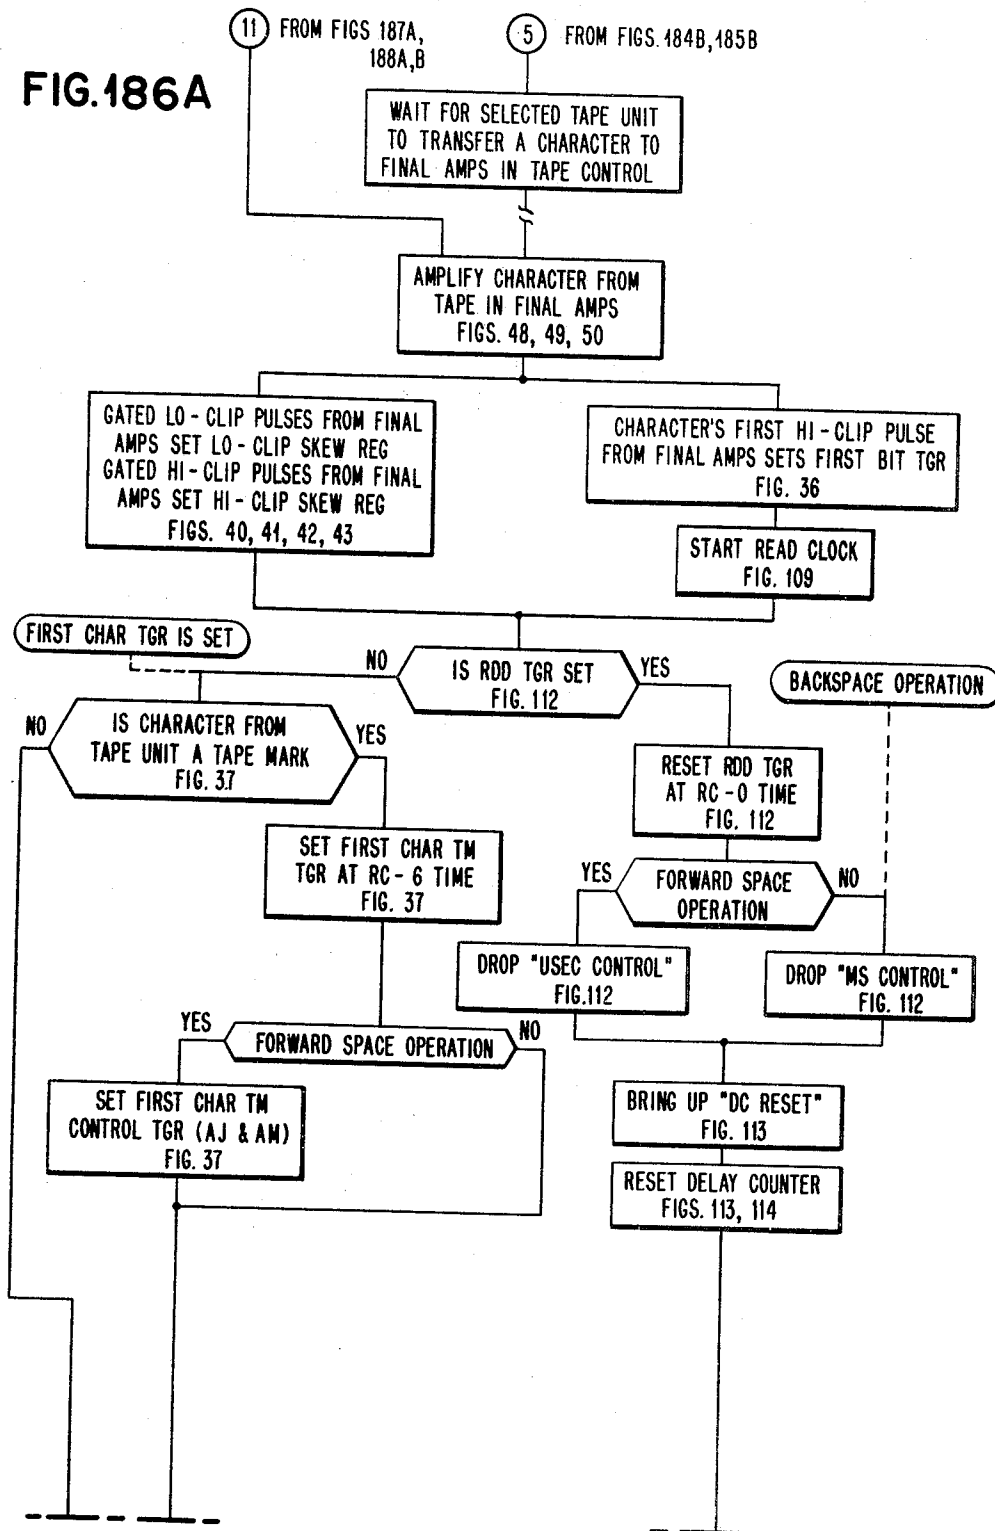 11
FROM FIGS 187A,
188A,B
5
FROM FIGS. 184B, 185B
FIG. 186A
WAIT FOR SELECTED TAPE UNIT
TO TRANSFER A CHARACTER TO
FINAL AMPS IN TAPE CONTROL
AMPLIFY CHARACTER FROM
TAPE IN FINAL AMPS
FIGS. 48, 49, 50
GATED LO-CLIP PULSES FROM FINAL
AMPS SET LO-CLIP SKEW REG
GATED HI-CLIP PULSES FROM FINAL
AMPS SET HI-CLIP SKEW REG
FIGS. 40, 41, 42, 43
CHARACTER'S FIRST HI-CLIP PULSE
FROM FINAL AMPS SETS FIRST BIT TGR
FIG. 36
START READ CLOCK
FIG. 109
FIRST CHAR TGR IS SET
NO
IS RDD TGR SET
FIG. 112
YES
BACKSPACE OPERATION
NO
IS CHARACTER FROM
TAPE UNIT A TAPE MARK
FIG. 37
YES
RESET RDD TGR
AT RC-0 TIME
FIG. 112
SET FIRST CHAR TM
TGR AT RC-6 TIME
FIG. 37
YES
FORWARD SPACE
OPERATION
NO
DROP "USEC CONTROL"
FIG. 112
DROP "MS CONTROL"
FIG. 112
YES
FORWARD SPACE OPERATION
NO
SET FIRST CHAR TM
CONTROL TGR (AJ & AM)
FIG. 37
BRING UP "DC RESET"
FIG. 113
RESET DELAY COUNTER
FIGS. 113, 114